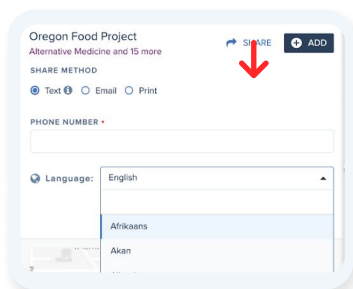 Oregon Food Project
Alternative Medicine and 15 more
SHARE
ADD
SHARE METHOD
Text Email Print
PHONE NUMBER
Language: English
Afrikaans
Akan